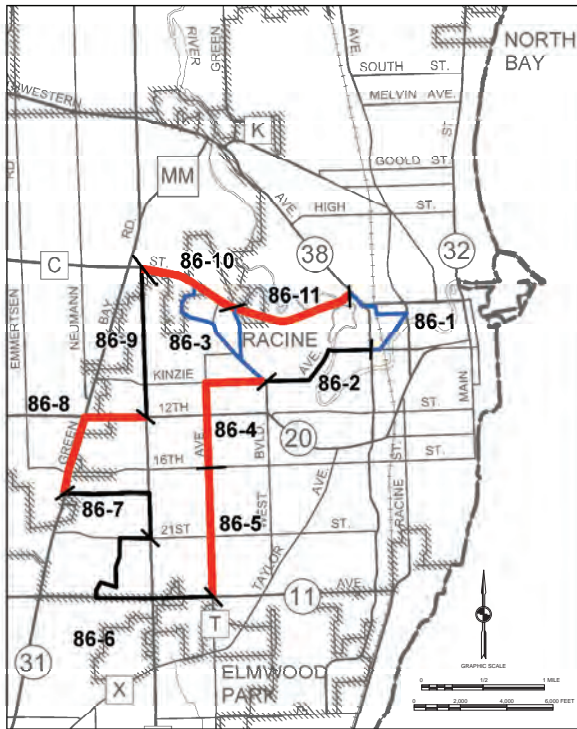 NORTH
BAY
RIVER
GREEN
AVE.
SOUTH ST.
WESTERN
MELVIN AVE.
ST.
K
MM
GOOLD ST.
RD
AVE
HIGH ST.
RD.
38
32
C
ST.
86-10
EMMERTSEN
NEUMANN
BAY
86-11
86-1
86-9
86-3
RACINE
AVE.
86-2
KINZIE
MAIN
86-8
12TH
ST.
GREEN
AVE
86-4
BVLD.
20
16TH
AVE.
ST.
ST.
86-7
86-5
WEST
RACINE
21ST
ST.
TAYLOR
11
AVE.
T
86-6
31
X
ELMWOOD
PARK
GRAPHIC SCALE
0 1/2 1 MILE
0 2,000 4,000 6,000 FEET